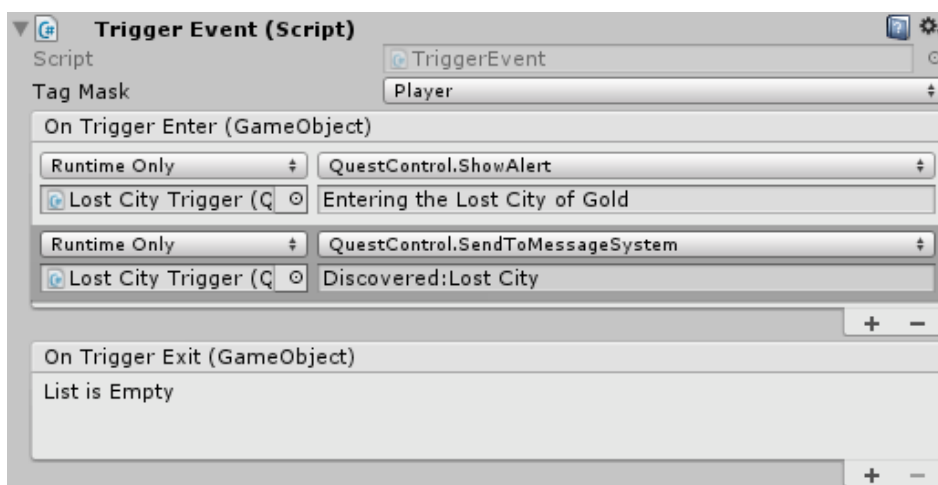 Trigger Event (Script)
Script TriggerEvent
Tag Mask Player
On Trigger Enter (GameObject)
Runtime Only QuestControl.ShowAlert
Lost City Trigger (Q Entering the Lost City of Gold
Runtime Only QuestControl.SendToMessageSystem
Lost City Trigger (Q Discovered:Lost City
+ −
On Trigger Exit (GameObject)
List is Empty
+ −